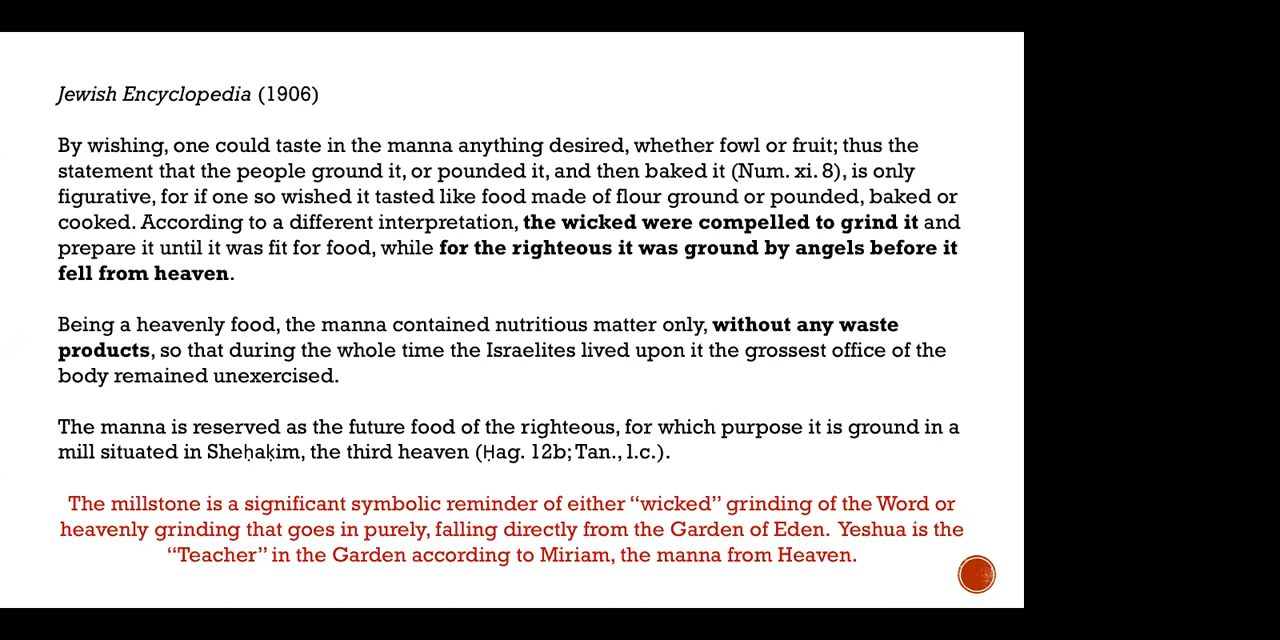 Jewish Encyclopedia (1906)
By wishing, one could taste in the manna anything desired, whether fowl or fruit; thus the
statement that the people ground it, or pounded it, and then baked it (Num. xi. 8), is only
figurative, for if one so wished it tasted like food made of flour ground or pounded, baked or
cooked. According to a different interpretation, the wicked were compelled to grind it and
prepare it until it was fit for food, while for the righteous it was ground by angels before it
fell from heaven.
Being a heavenly food, the manna contained nutritious matter only, without any waste
products, so that during the whole time the Israelites lived upon it the grossest office of the
body remained unexercised.
The manna is reserved as the future food of the righteous, for which purpose it is ground in a
mill situated in Sheḥaḳim, the third heaven (Ḥag. 12b; Tan., l.c.).
The millstone is a significant symbolic reminder of either “wicked” grinding of the Word or
heavenly grinding that goes in purely, falling directly from the Garden of Eden. Yeshua is the
“Teacher” in the Garden according to Miriam, the manna from Heaven.